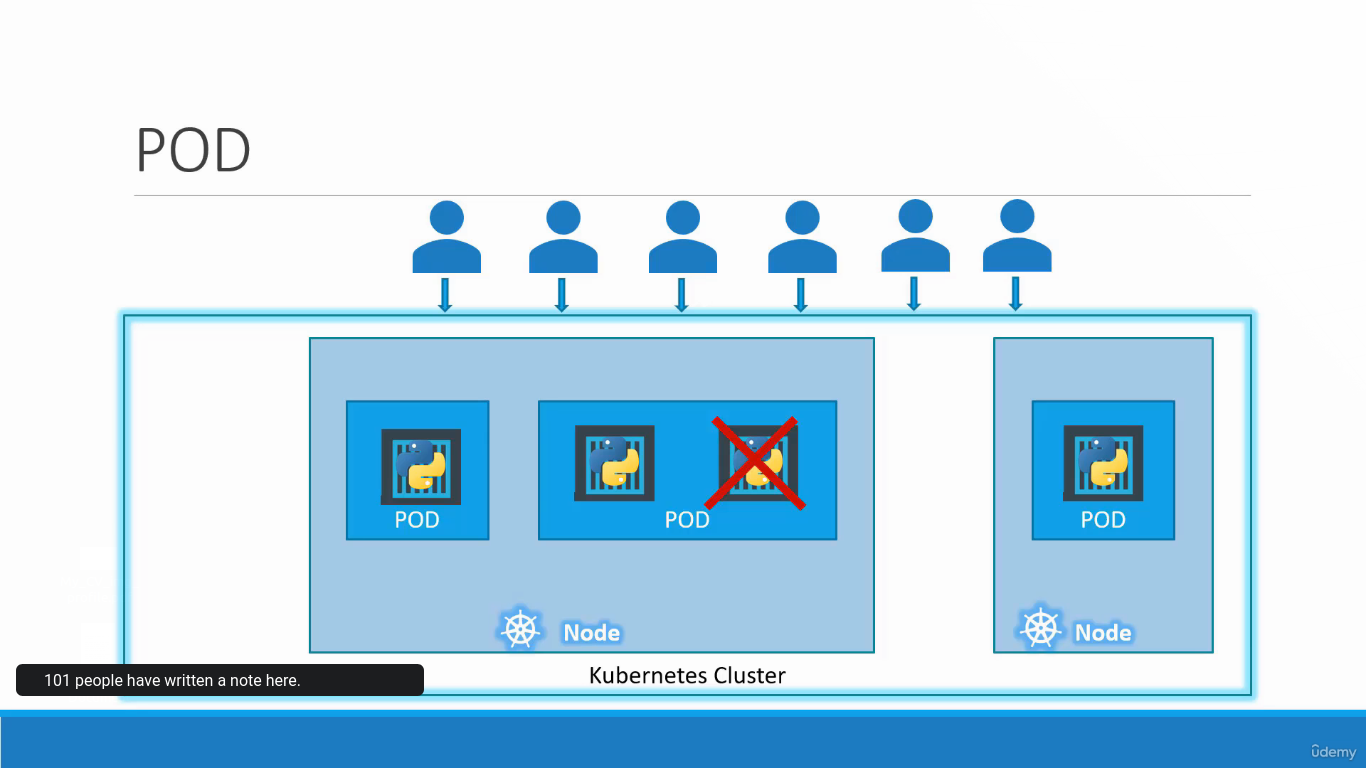 POD
POD
POD
POD
Node
Node
Kubernetes Cluster
101 people have written a note here.
ûdemy